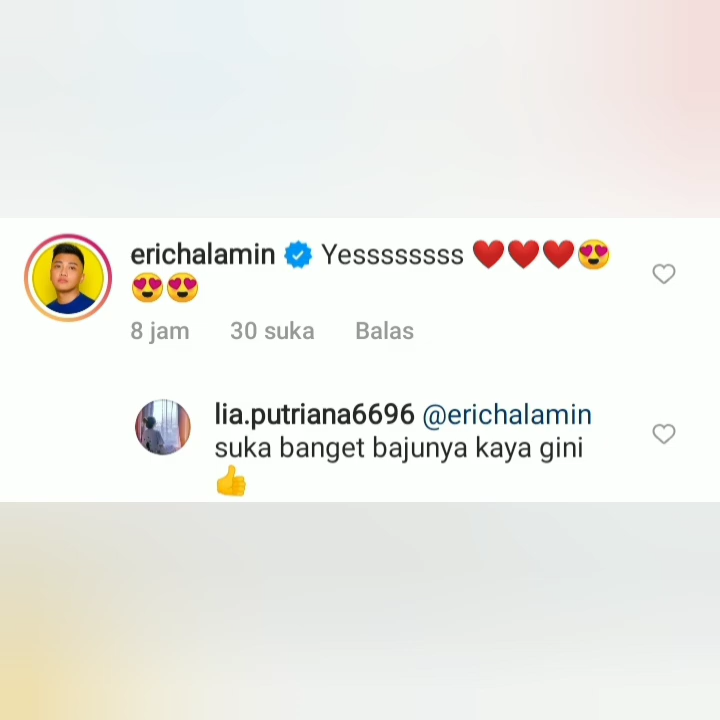 erichalamin Yesssssssss ❤️❤️❤️😍
😍😍
8 jam 30 suka Balas
lia.putriana6696 @erichalamin
suka banget bajunya kaya gini
👍